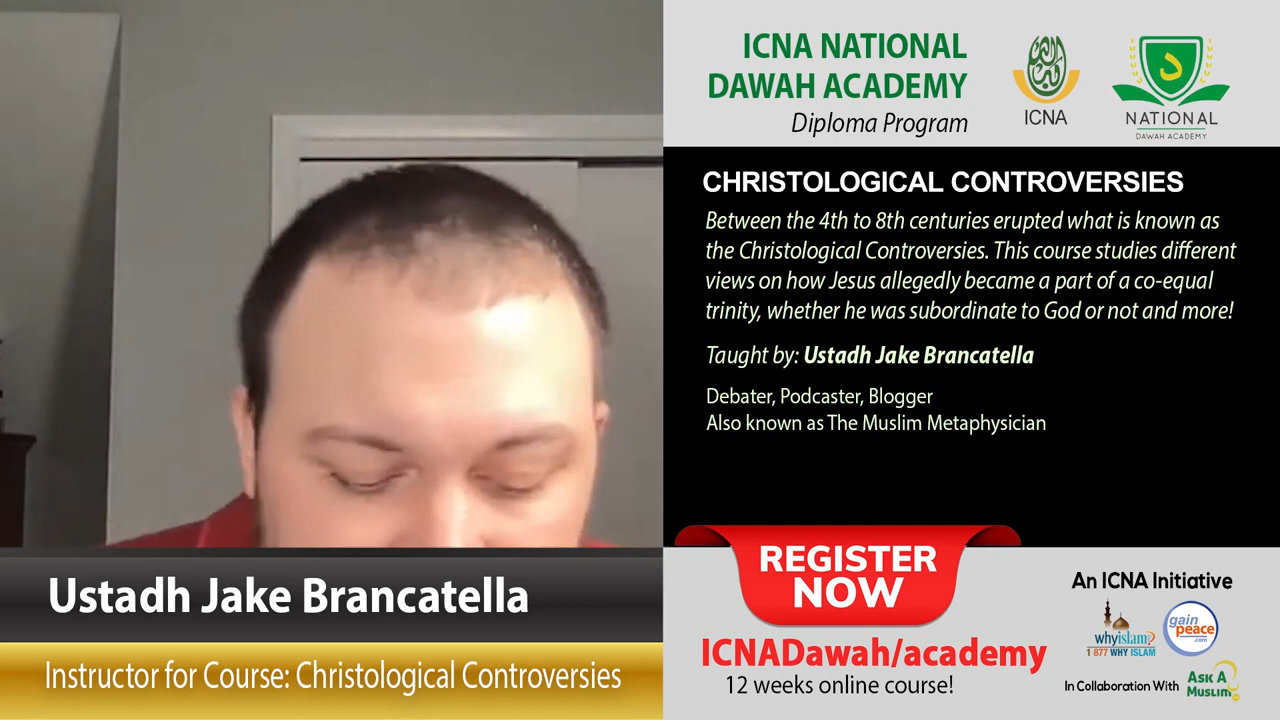 ICNA NATIONAL
DAWAH ACADEMY
Diploma Program
ICNA
د
NATIONAL
DAWAH ACADEMY
CHRISTOLOGICAL CONTROVERSIES
Between the 4th to 8th centuries erupted what is known as
the Christological Controversies. This course studies different
views on how Jesus allegedly became a part of a co-equal
trinity, whether he was subordinate to God or not and more!
Taught by: Ustadh Jake Brancatella
Debater, Podcaster, Blogger
Also known as The Muslim Metaphysician
Ustadh Jake Brancatella
Instructor for Course: Christological Controversies
REGISTER
NOW
ICNADawah/academy
12 weeks online course!
An ICNA Initiative
whyislam?
1 877 WHY ISLAM
gain
peace
.com
In Collaboration With
ASK A
MUSLIM